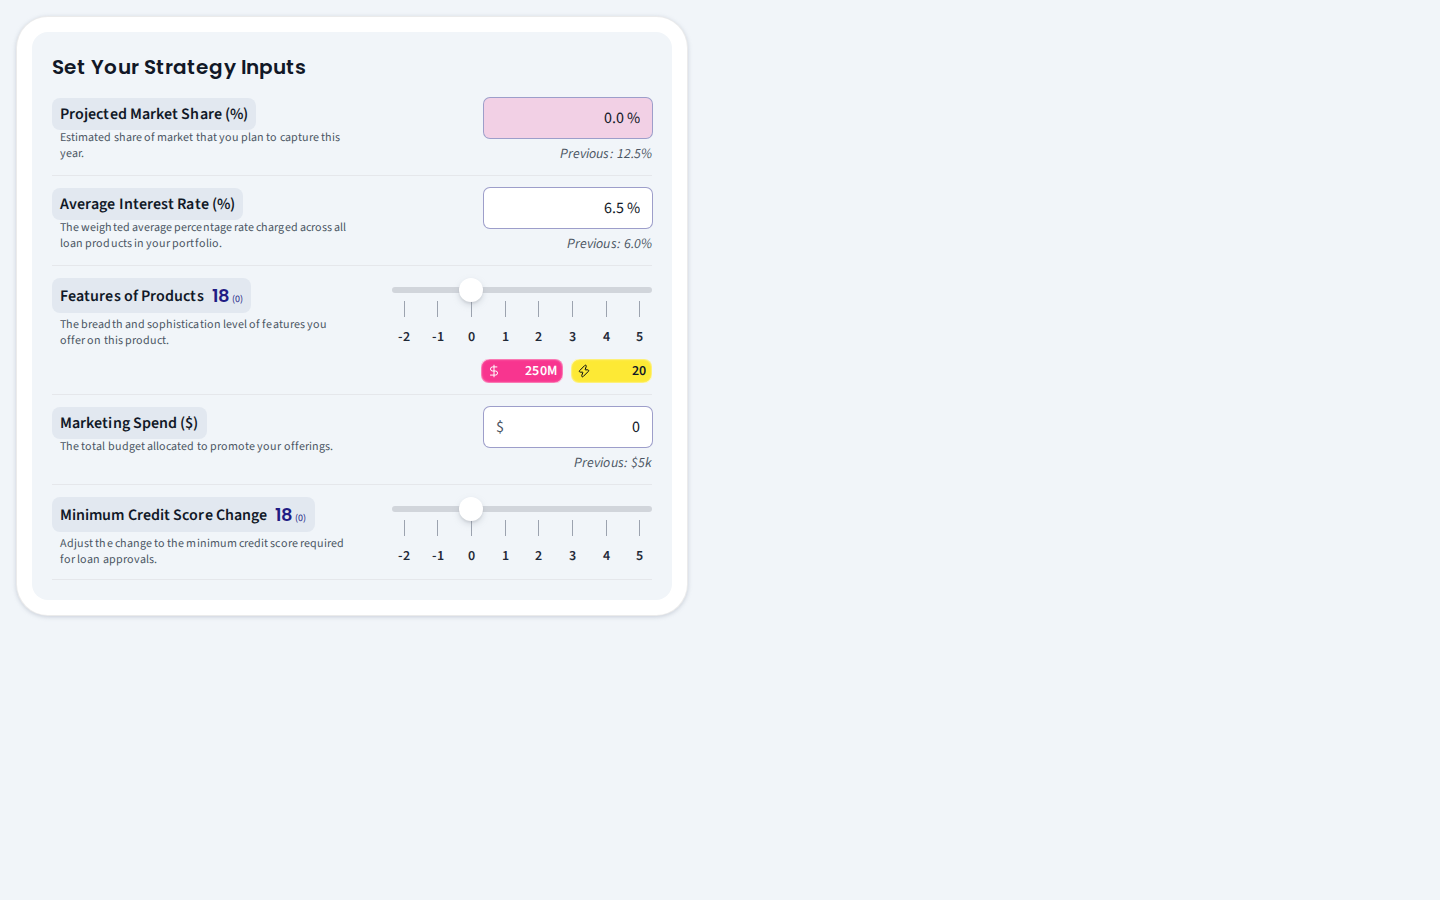 Set Your Strategy Inputs
Projected Market Share (%)
0.0 %
Estimated share of market that you plan to capture this
year.
Previous: 12.5%
Average Interest Rate (%)
6.5 %
The weighted average percentage rate charged across all
loan products in your portfolio.
Previous: 6.0%
Features of Products 18 (0)
The breadth and sophistication level of features you
offer on this product.
-2 -1 0 1 2 3 4 5
$ 250M 20
Marketing Spend ($)
$ 0
The total budget allocated to promote your offerings.
Previous: $5k
Minimum Credit Score Change 18 (0)
Adjust the change to the minimum credit score required
for loan approvals.
-2 -1 0 1 2 3 4 5